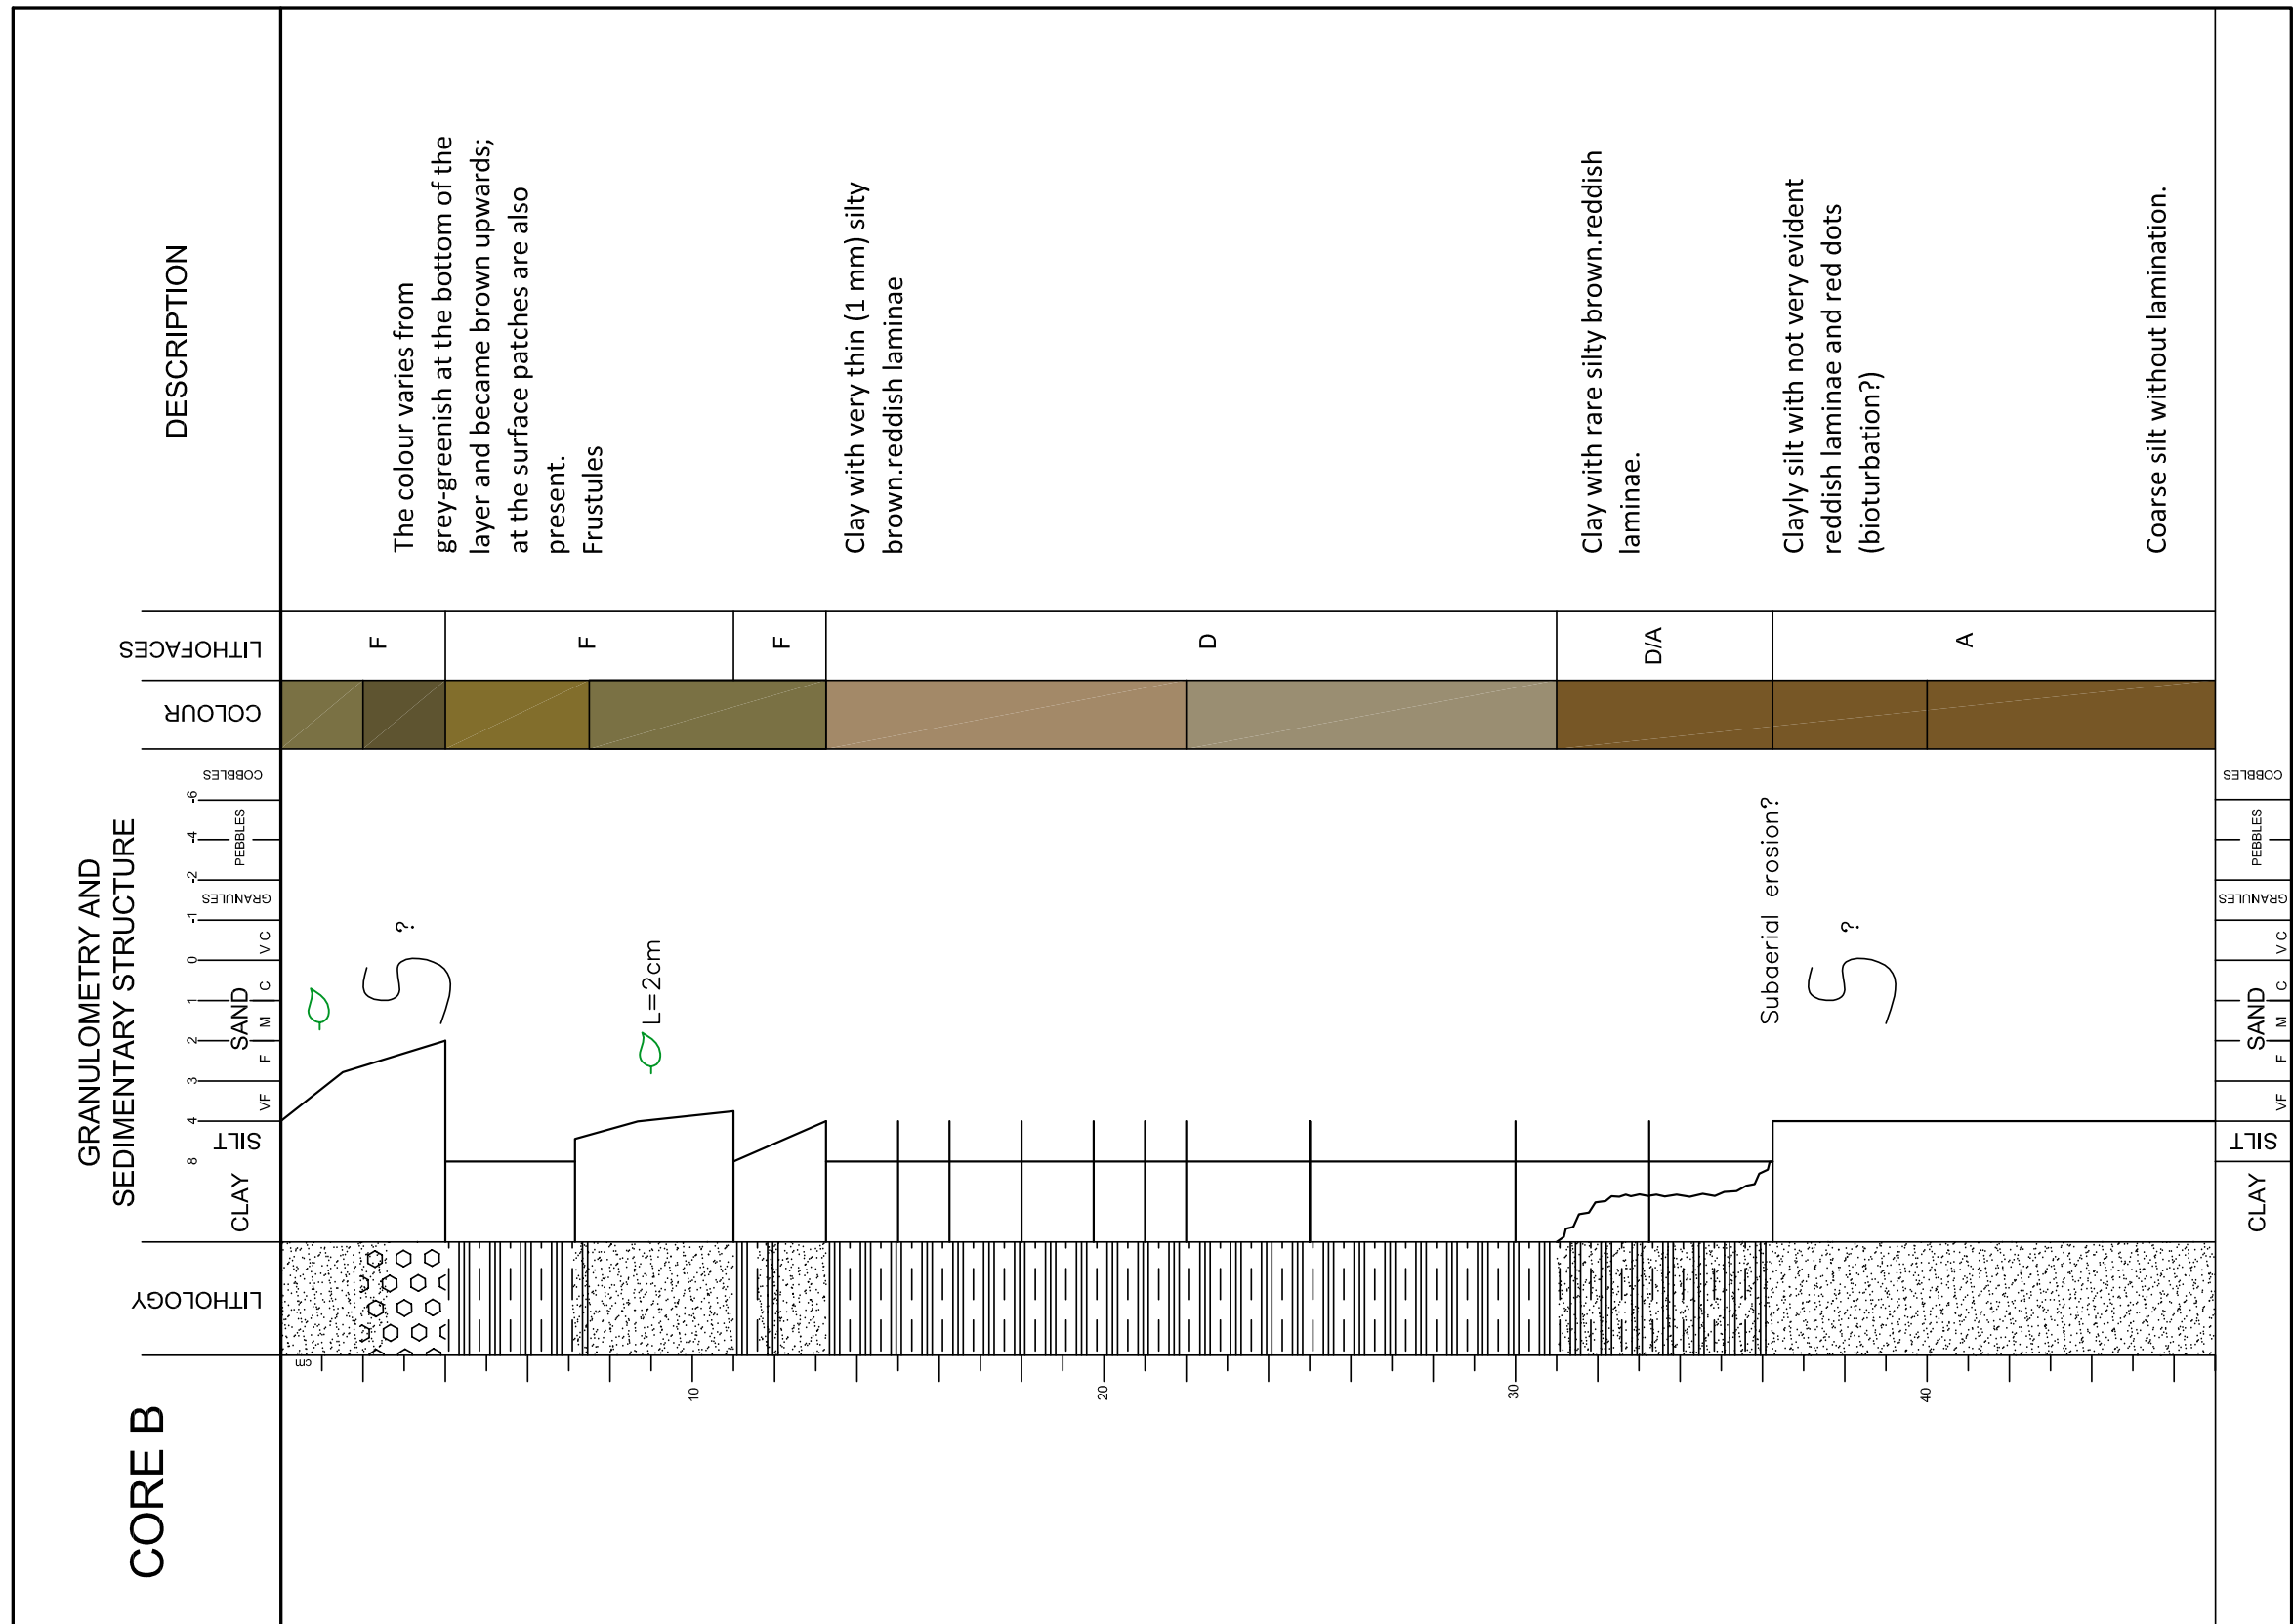 CORE B
LITHOLOGY
GRANULOMETRY AND
SEDIMENTARY STRUCTURE
COLOUR
LITHOFACES
DESCRIPTION
CLAY
SILT
SAND
VF
F
M
C
V C
GRANULES
PEBBLES
COBBLES
8
4
3
2
1
0
-1
-2
-4
-6
cm
10
20
30
40
?
L=2cm
Subaerial erosion?
?
F
F
F
D
D/A
A
The colour varies from
grey-greenish at the bottom of the
layer and became brown upwards;
at the surface patches are also
present.
Frustules
Clay with very thin (1 mm) silty
brown.reddish laminae
Clay with rare silty brown.reddish
laminae.
Clayly silt with not very evident
reddish laminae and red dots
(bioturbation?)
Coarse silt without lamination.
CLAY
SILT
SAND
VF
F
M
C
V C
GRANULES
PEBBLES
COBBLES